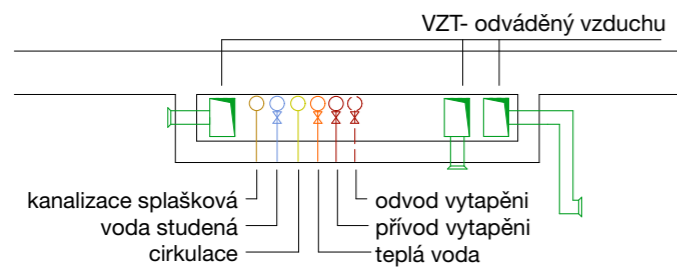 VZT- odváděný vzduchu
kanalizace splašková
voda studená
cirkulace
odvod vytapěni
přívod vytapěni
teplá voda